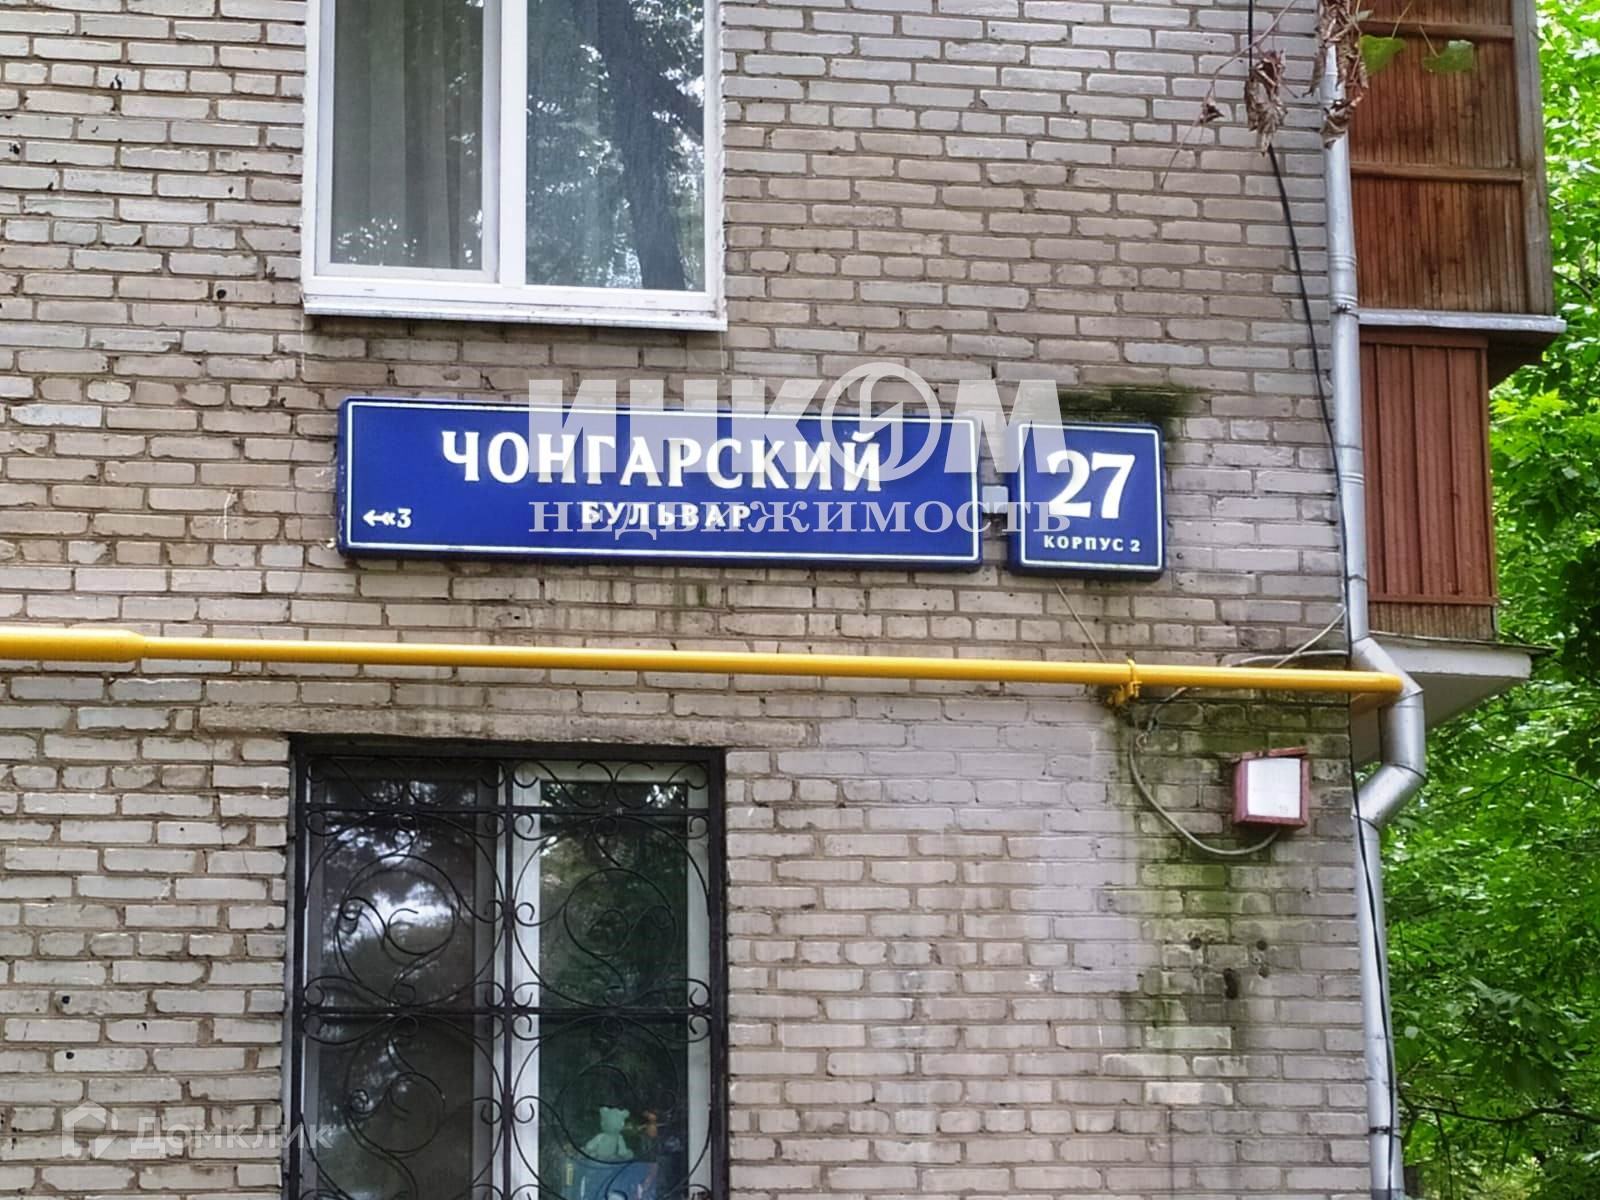 ИНКОМ
НЕДВИЖИМОСТЬ
ЧОНГАРСКИЙ
БУЛЬВАР
3
27
КОРПУС 2
Домклик